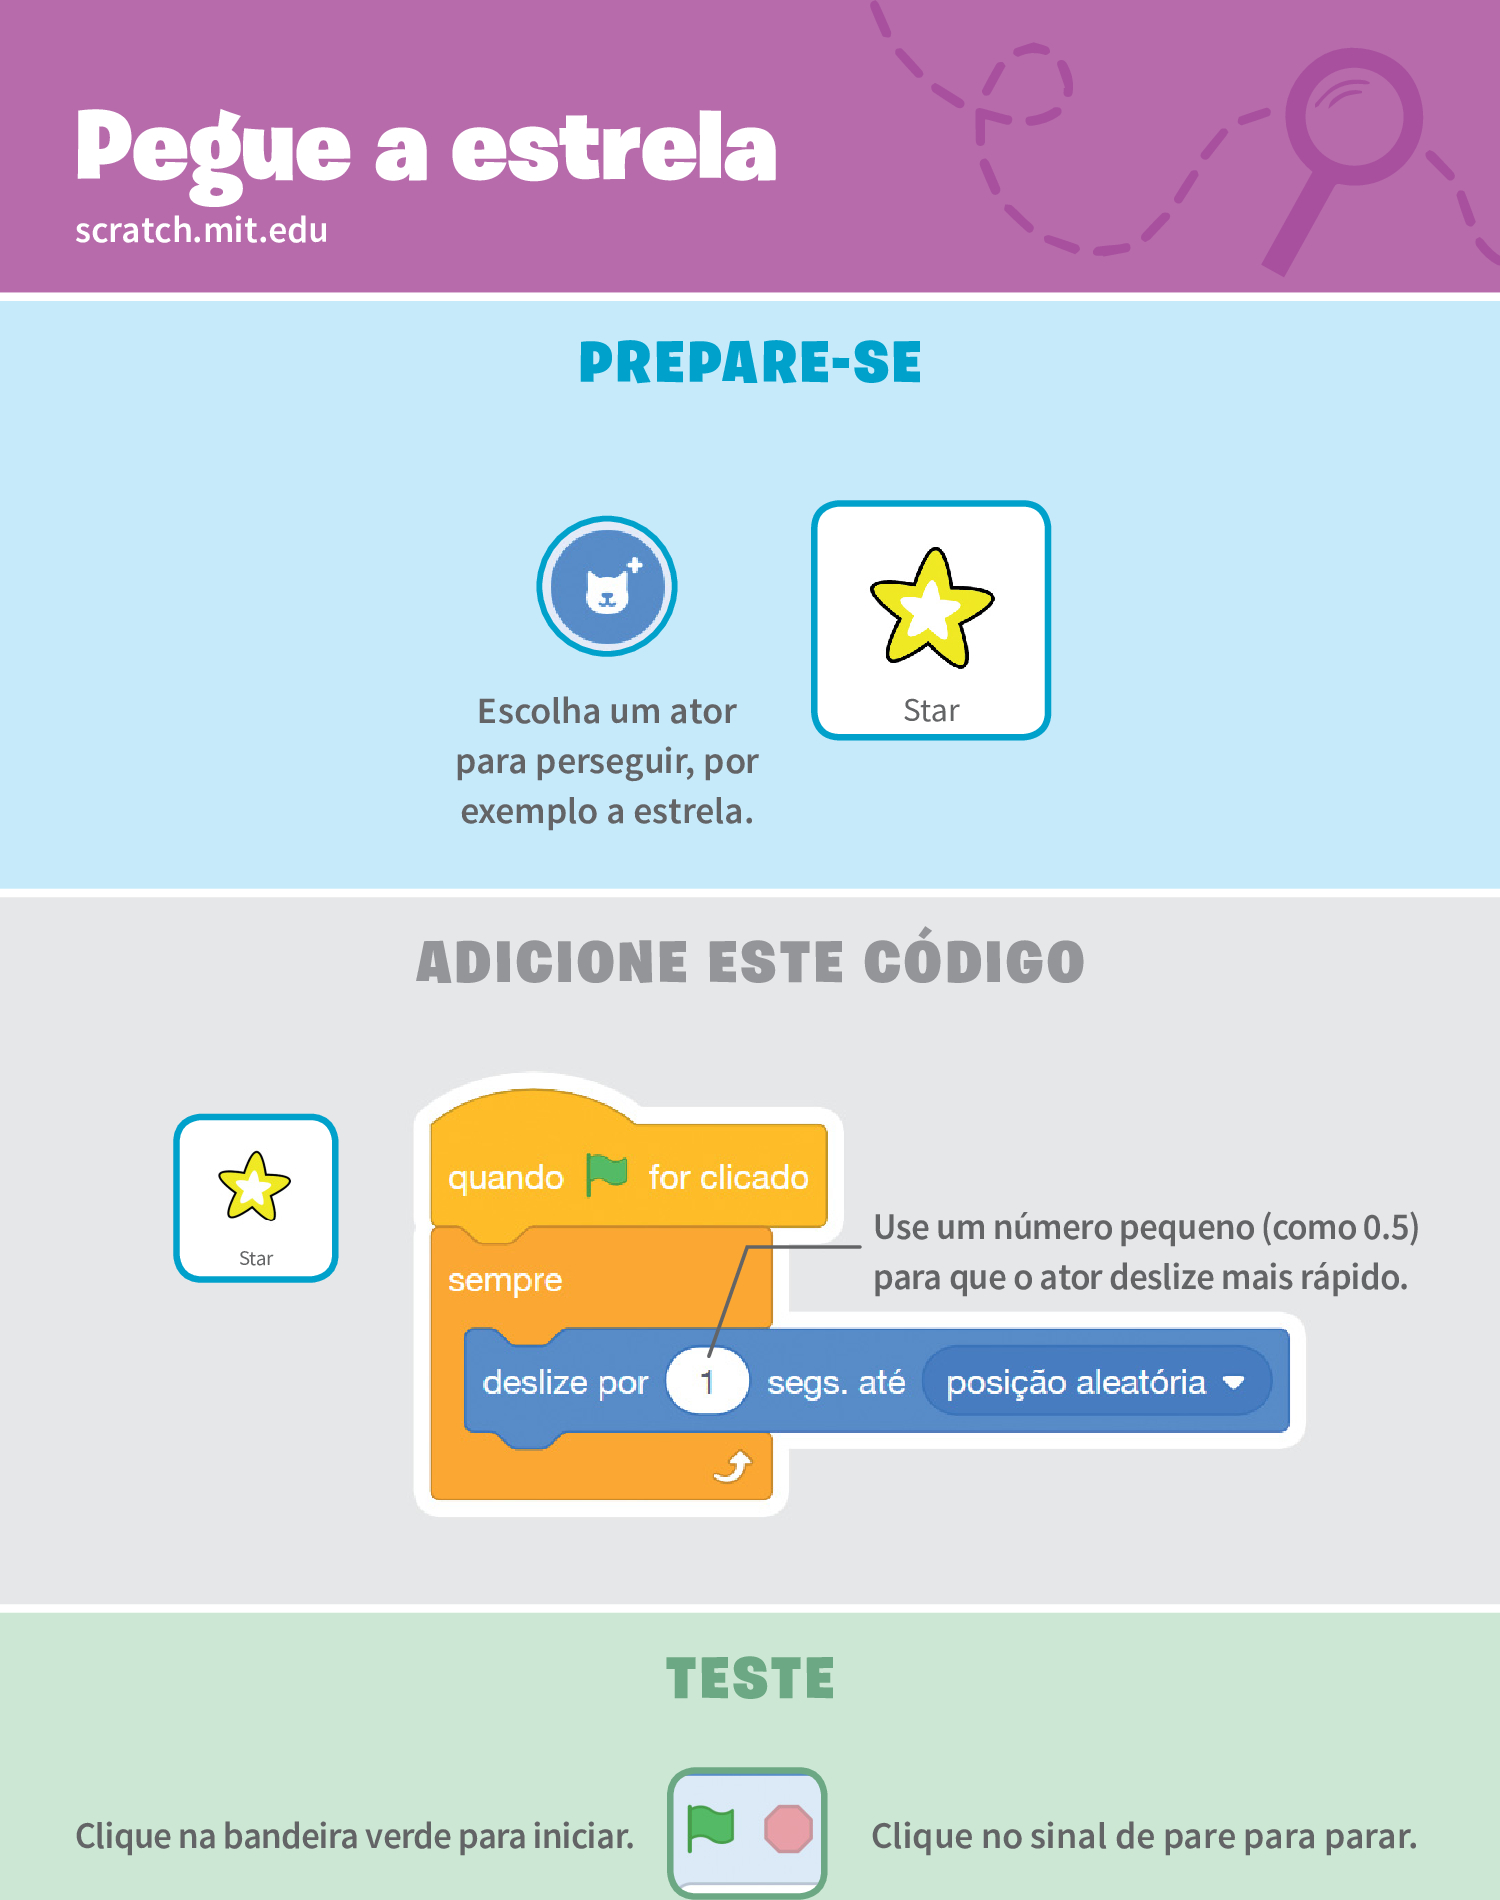 Pegue a estrela
scratch.mit.edu
PREPARE-SE
Escolha um ator
para perseguir, por
exemplo a estrela.
Star
ADICIONE ESTE CÓDIGO
Star
quando for clicado
sempre
Use um número pequeno (como 0.5)
para que o ator deslize mais rápido.
deslize por 1 segs. até posição aleatória
TESTE
Clique na bandeira verde para iniciar.
Clique no sinal de pare para parar.